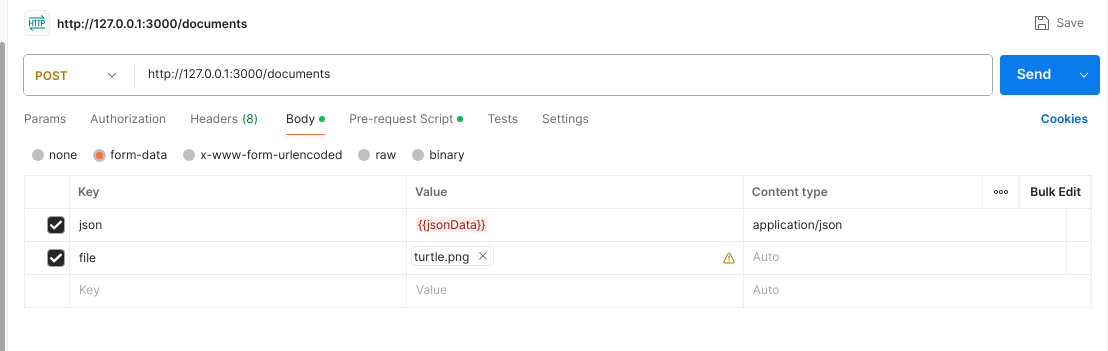 HTTP http://127.0.0.1:3000/documents Save
POST http://127.0.0.1:3000/documents Send
Params Authorization Headers (8) Body Pre-request Script Tests Settings Cookies
none form-data x-www-form-urlencoded raw binary
Key Value Content type Bulk Edit
json {{jsonData}} application/json
file turtle.png Auto
Key Value Auto